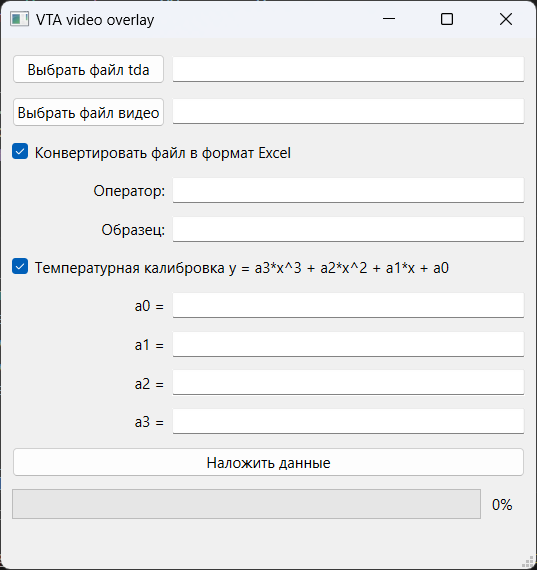 VTA video overlay
Выбрать файл tda
Выбрать файл видео
Конвертировать файл в формат Excel
Оператор:
Образец:
Температурная калибровка y = a3*x^3 + a2*x^2 + a1*x + a0
a0 =
a1 =
a2 =
a3 =
Наложить данные
0%